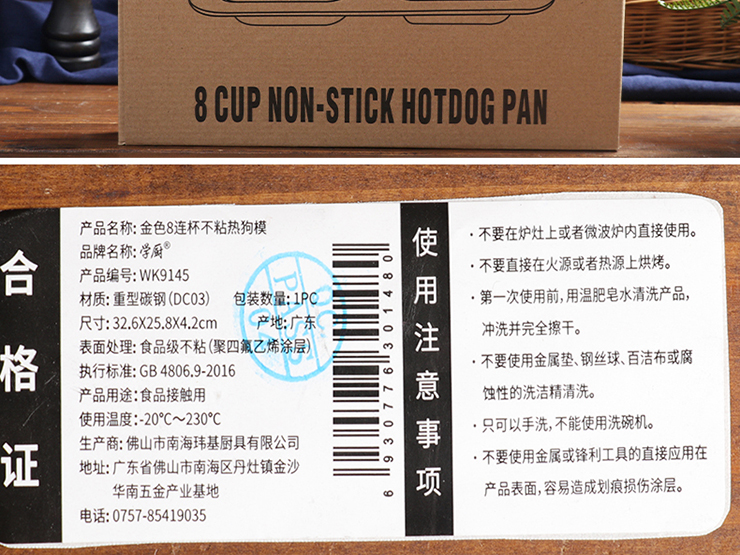 8 CUP NON-STICK HOTDOG PAN
合格证
产品名称: 金色8连杯不粘热狗模
品牌名称: 学厨®
产品编号: WK9145
材质: 重型碳钢(DC03) 包装数量: 1PC
尺寸: 32.6X25.8X4.2cm 产地: 广东
表面处理: 食品级不粘(聚四氟乙烯涂层)
执行标准: GB 4806.9-2016
产品用途: 食品接触用
使用温度: -20℃～230℃
生产商: 佛山市南海玮基厨具有限公司
地址: 广东省佛山市南海区丹灶镇金沙
华南五金产业基地
电话: 0757-85419035
QC
PASS
02
6930776301480
使用注意事项
·不要在炉灶上或者微波炉内直接使用。
·不要直接在火源或者热源上烘烤。
·第一次使用前,用温肥皂水清洗产品,
冲洗并完全擦干。
·不要使用金属垫、钢丝球、百洁布或腐
蚀性的洗洁精清洗。
·只可以手洗,不能使用洗碗机。
·不要使用金属或锋利工具的直接应用在
产品表面,容易造成划痕损伤涂层。